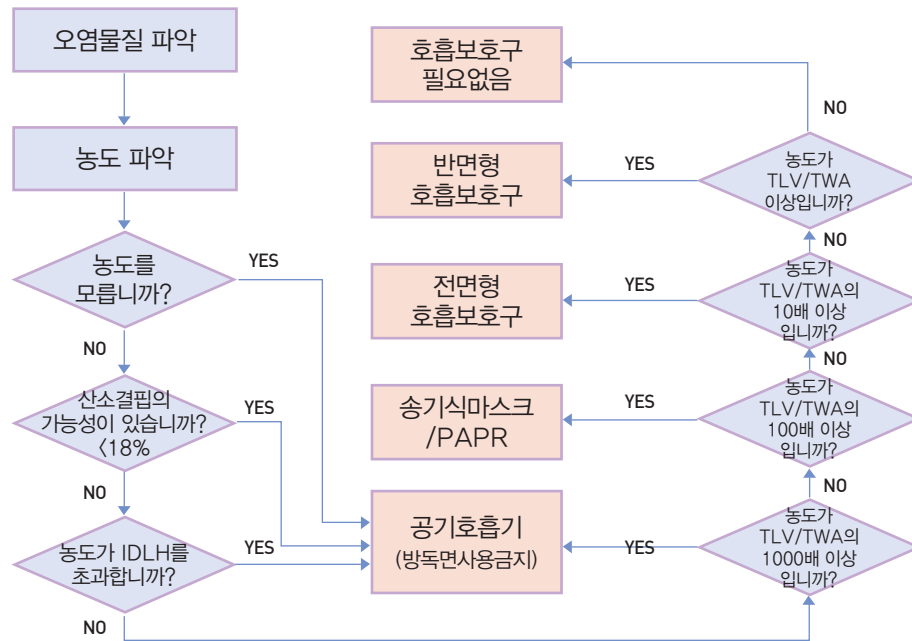 오염물질 파악
농도 파악
농도를
모릅니까?
YES
NO
산소결핍의
가능성이 있습니까?
<18%
YES
NO
농도가 IDLH를
초과합니까?
YES
NO
호흡보호구
필요없음
NO
반면형
호흡보호구
YES
농도가
TLV/TWA
이상입니까?
NO
전면형
호흡보호구
YES
농도가
TLV/TWA의
10배 이상
입니까?
NO
송기식마스크
/PAPR
YES
농도가
TLV/TWA의
100배 이상
입니까?
NO
공기호흡기
(방독면사용금지)
YES
농도가
TLV/TWA의
1000배 이상
입니까?